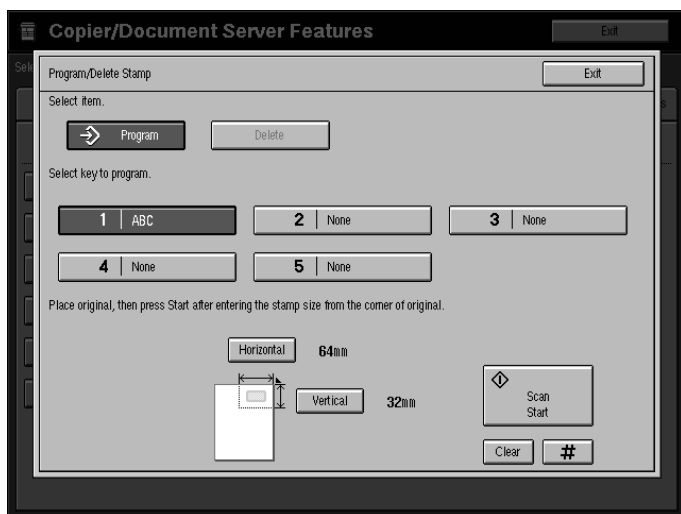 Copier/Document Server Features
Exit
Sele
Program/Delete Stamp
Exit
Select item.
s
Program
Delete
Select key to program.
1 ABC
2 None
3 None
4 None
5 None
Place original, then press Start after entering the stamp size from the corner of original.
Horizontal 64mm
Vertical 32mm
Scan
Start
Clear #